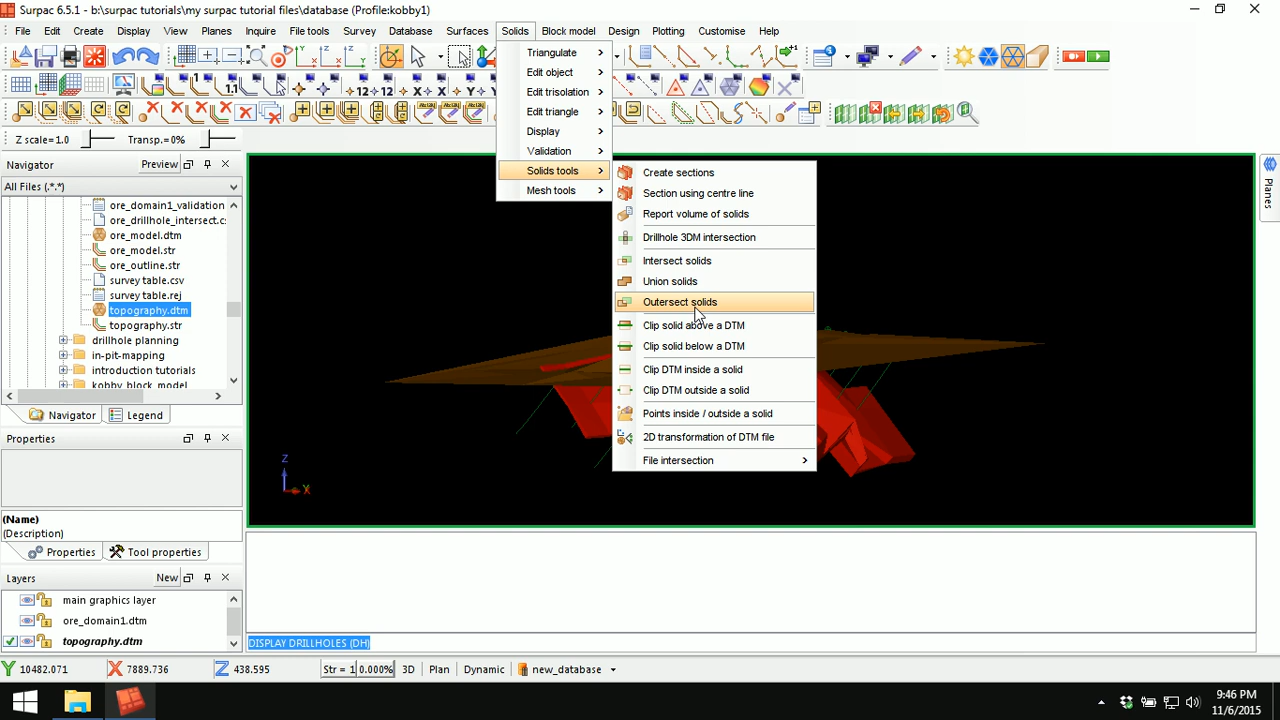 Surpac 6.5.1 - b:\surpac tutorials\my surpac tutorial files\database (Profile:kobby1)
File Edit Create Display View Planes Inquire File tools Survey Database Surfaces Solids Block model Design Plotting Customise Help
Triangulate
Edit object
Edit trisolation
Edit triangle
Display
Validation
Solids tools
Mesh tools
Create sections
Section using centre line
Report volume of solids
Drillhole 3DM intersection
Intersect solids
Union solids
Outersect solids
Clip solid above a DTM
Clip solid below a DTM
Clip DTM inside a solid
Clip DTM outside a solid
Points inside / outside a solid
2D transformation of DTM file
File intersection
Z scale=1.0 Transp.=0%
Navigator Preview
All Files (*.*)
ore_domain1_validation
ore_drillhole_intersect.cs
ore_model.dtm
ore_model.str
ore_outline.str
survey table.csv
survey table.rej
topography.dtm
topography.str
drillhole planning
in-pit-mapping
introduction tutorials
kobby block model
Navigator Legend
Properties
(Name)
(Description)
Properties Tool properties
Layers New
main graphics layer
ore_domain1.dtm
topography.dtm
Planes
Z
X
Y
DISPLAY DRILLHOLES (DH)
Y 10482.071 X 7889.736 Z 438.595 Str = 1 0.000% 3D Plan Dynamic new_database
9:46 PM
11/6/2015